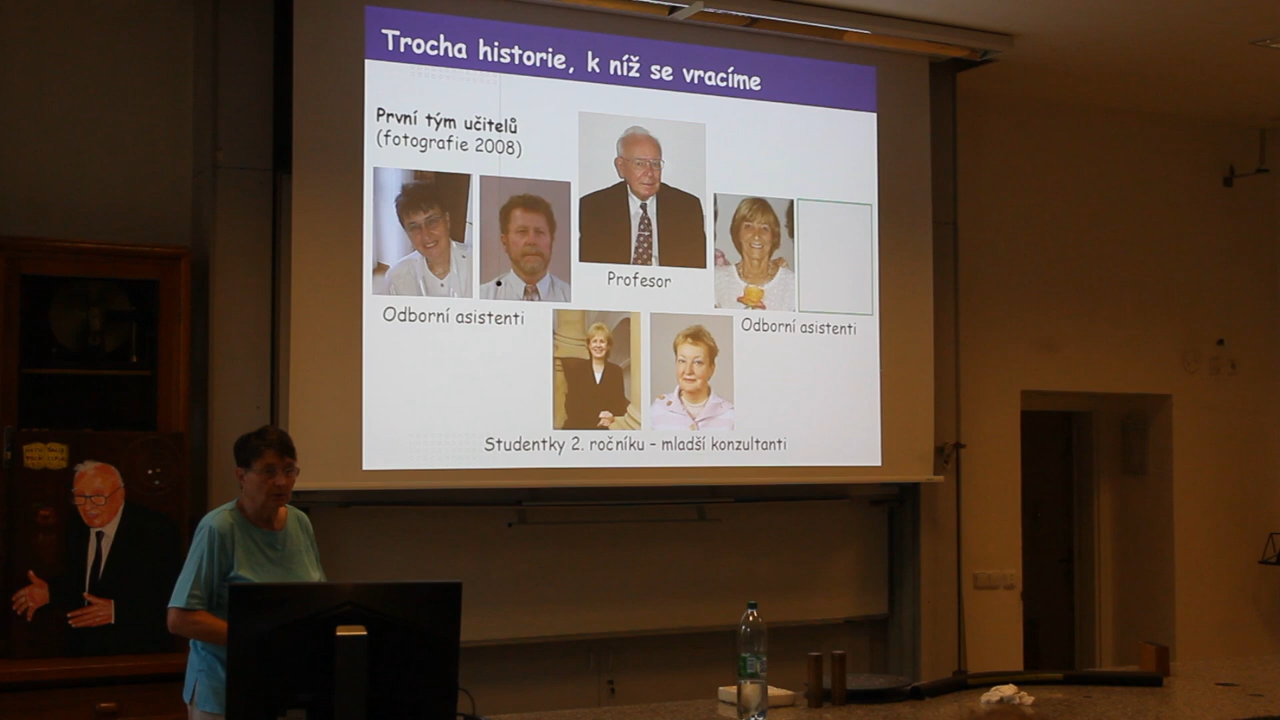 Trocha historie, k níž se vracíme
První tým učitelů
(fotografie 2008)
Profesor
Odborní asistenti
Odborní asistenti
Studentky 2. ročníku – mladší konzultanti